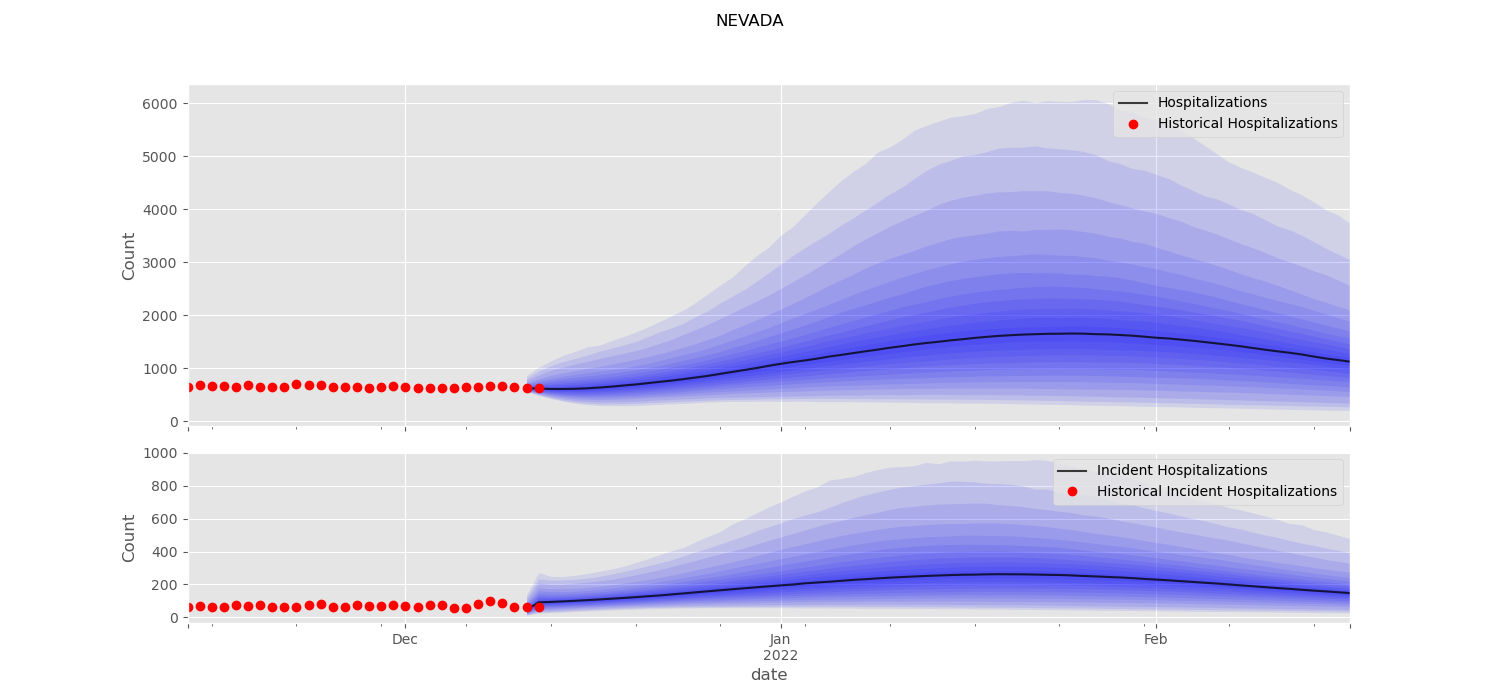 NEVADA
6000
5000
4000
3000
2000
1000
0
Count
Hospitalizations
Historical Hospitalizations
1000
800
600
400
200
0
Count
Incident Hospitalizations
Historical Incident Hospitalizations
Dec
Jan
2022
Feb
date